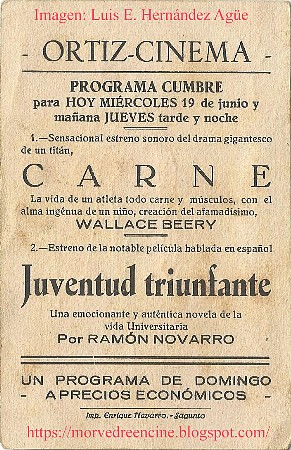 Imagen: Luis E. Hernández Agüe
- ORTIZ-CINEMA -
PROGRAMA CUMBRE
para HOY MIÉRCOLES 19 de junio y
mañana JUEVES tarde y noche
1.—Sensacional estreno sonoro del drama gigantesco
de un titán,
CARNE
La vida de un atleta todo carne y músculos, con el
alma ingénua de un niño, creación del afamadísimo,
WALLACE BEERY
2.—Estreno de la notable película hablada en español
Juventud triunfante
Una emocionante y auténtica novela de la
vida Universitaria
Por RAMÓN NOVARRO
UN PROGRAMA DE DOMINGO
- A PRECIOS ECONÓMICOS -
Imp. Enrique Navarro.-Sagunto
https://morvedreencine.blogspot.com/